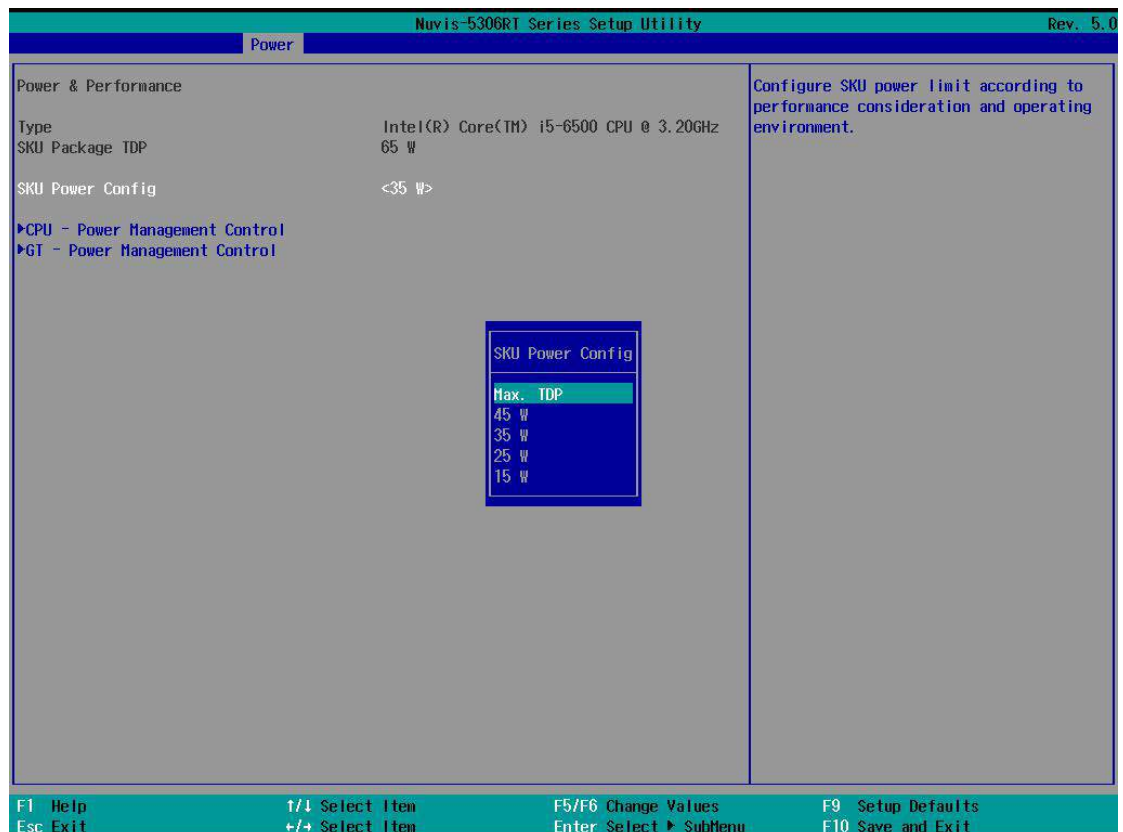 Nuvis-5306RT Series Setup Utility Rev. 5.0
Power
Power & Performance
Type Intel(R) Core(TM) i5-6500 CPU @ 3.20GHz
SKU Package TDP 65 W
SKU Power Config <35 W>
▶CPU - Power Management Control
▶GT - Power Management Control
Configure SKU power limit according to
performance consideration and operating
environment.
SKU Power Config
Max. TDP
45 W
35 W
25 W
15 W
F1 Help ↑/↓ Select Item F5/F6 Change Values F9 Setup Defaults
Esc Exit ←/→ Select Item Enter Select ▶ SubMenu F10 Save and Exit